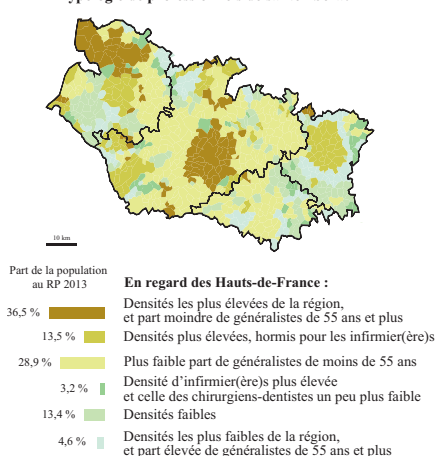 10 km
Part de la population
au RP 2013
En regard des Hauts-de-France :
36,5 %
Densités les plus élevées de la région,
et part moindre de généralistes de 55 ans et plus
13,5 %
Densités plus élevées, hormis pour les infirmier(ère)s
28,9 %
Plus faible part de généralistes de moins de 55 ans
3,2 %
Densité d'infirmier(ère)s plus élevée
et celle des chirurgiens-dentistes un peu plus faible
13,4 %
Densités faibles
4,6 %
Densités les plus faibles de la région,
et part élevée de généralistes de 55 ans et plus